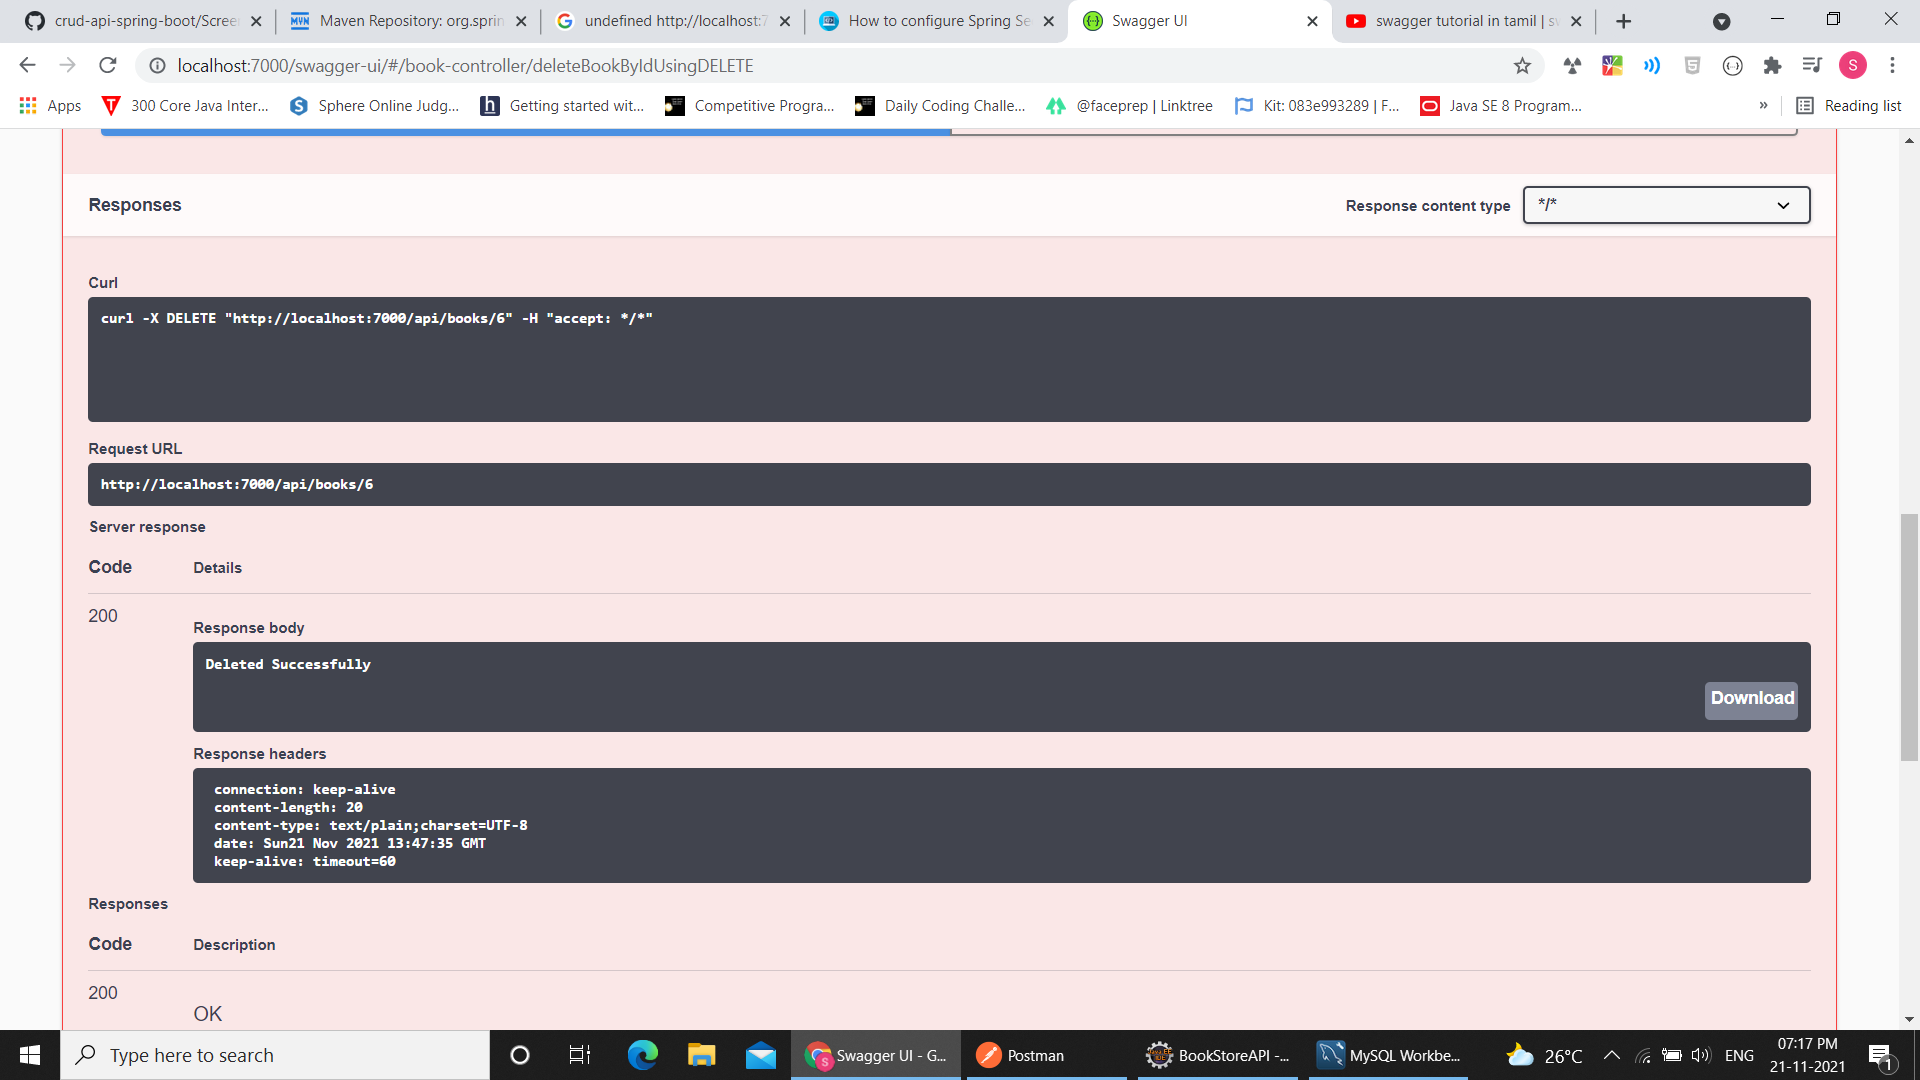 crud-api-spring-boot/Scree
Maven Repository: org.sprin
undefined http://localhost:7
How to configure Spring Se
Swagger UI
swagger tutorial in tamil | sw
localhost:7000/swagger-ui/#/book-controller/deleteBookByIdUsingDELETE
S
Apps
300 Core Java Inter...
Sphere Online Judg...
Getting started wit...
Competitive Progra...
Daily Coding Challe...
@faceprep | Linktree
Kit: 083e993289 | F...
Java SE 8 Program...
»
Reading list
Responses
Response content type
*/*
Curl
curl -X DELETE "http://localhost:7000/api/books/6" -H "accept: */*"
Request URL
http://localhost:7000/api/books/6
Server response
Code Details
200
Response body
Deleted Successfully
Download
Response headers
connection: keep-alive
content-length: 20
content-type: text/plain;charset=UTF-8
date: Sun21 Nov 2021 13:47:35 GMT
keep-alive: timeout=60
Responses
Code Description
200
OK
Type here to search
Swagger UI - G...
Postman
BookStoreAPI -...
MySQL Workbe...
26°C
ENG
07:17 PM
21-11-2021
1